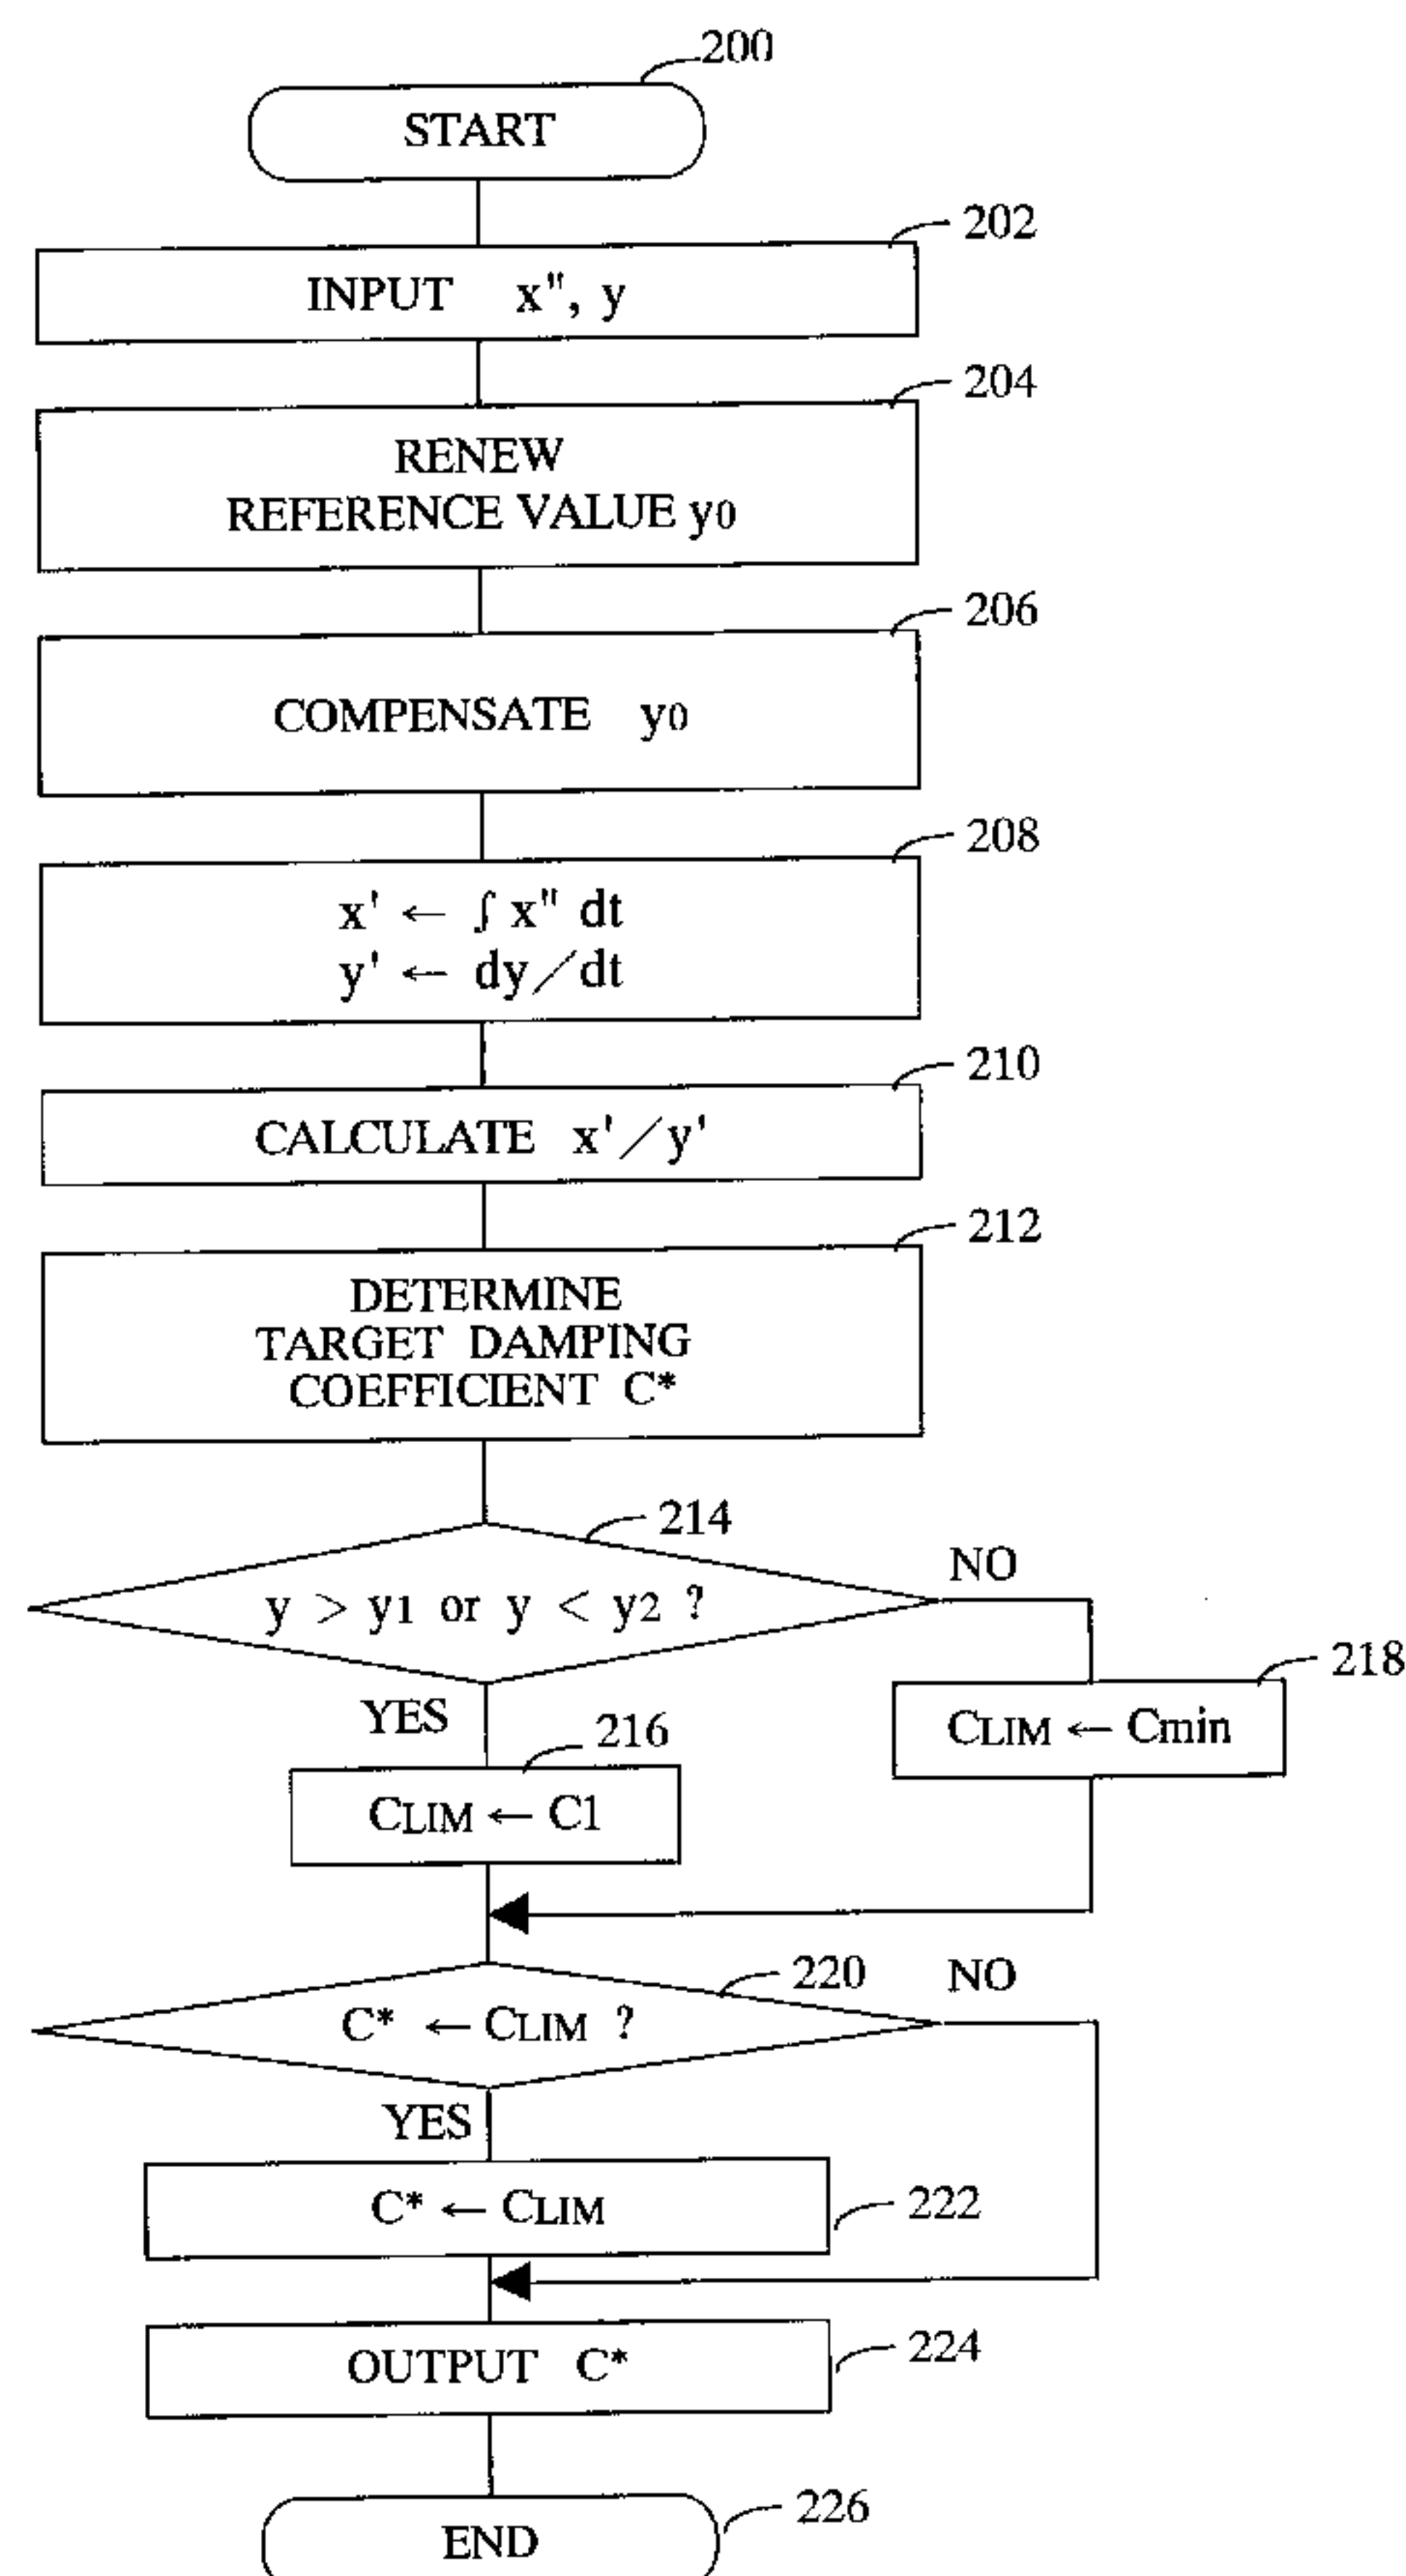 200
START
202
INPUT x", y
204
RENEW
REFERENCE VALUE y0
206
COMPENSATE y0
208
x' ← ∫ x" dt
y' ← dy/dt
210
CALCULATE x'/y'
212
DETERMINE
TARGET DAMPING
COEFFICIENT C*
214
NO
y > y1 or y < y2 ?
218
CLIM ← Cmin
YES
216
CLIM ← C1
220
NO
C* ← CLIM ?
YES
C* ← CLIM
222
224
OUTPUT C*
226
END